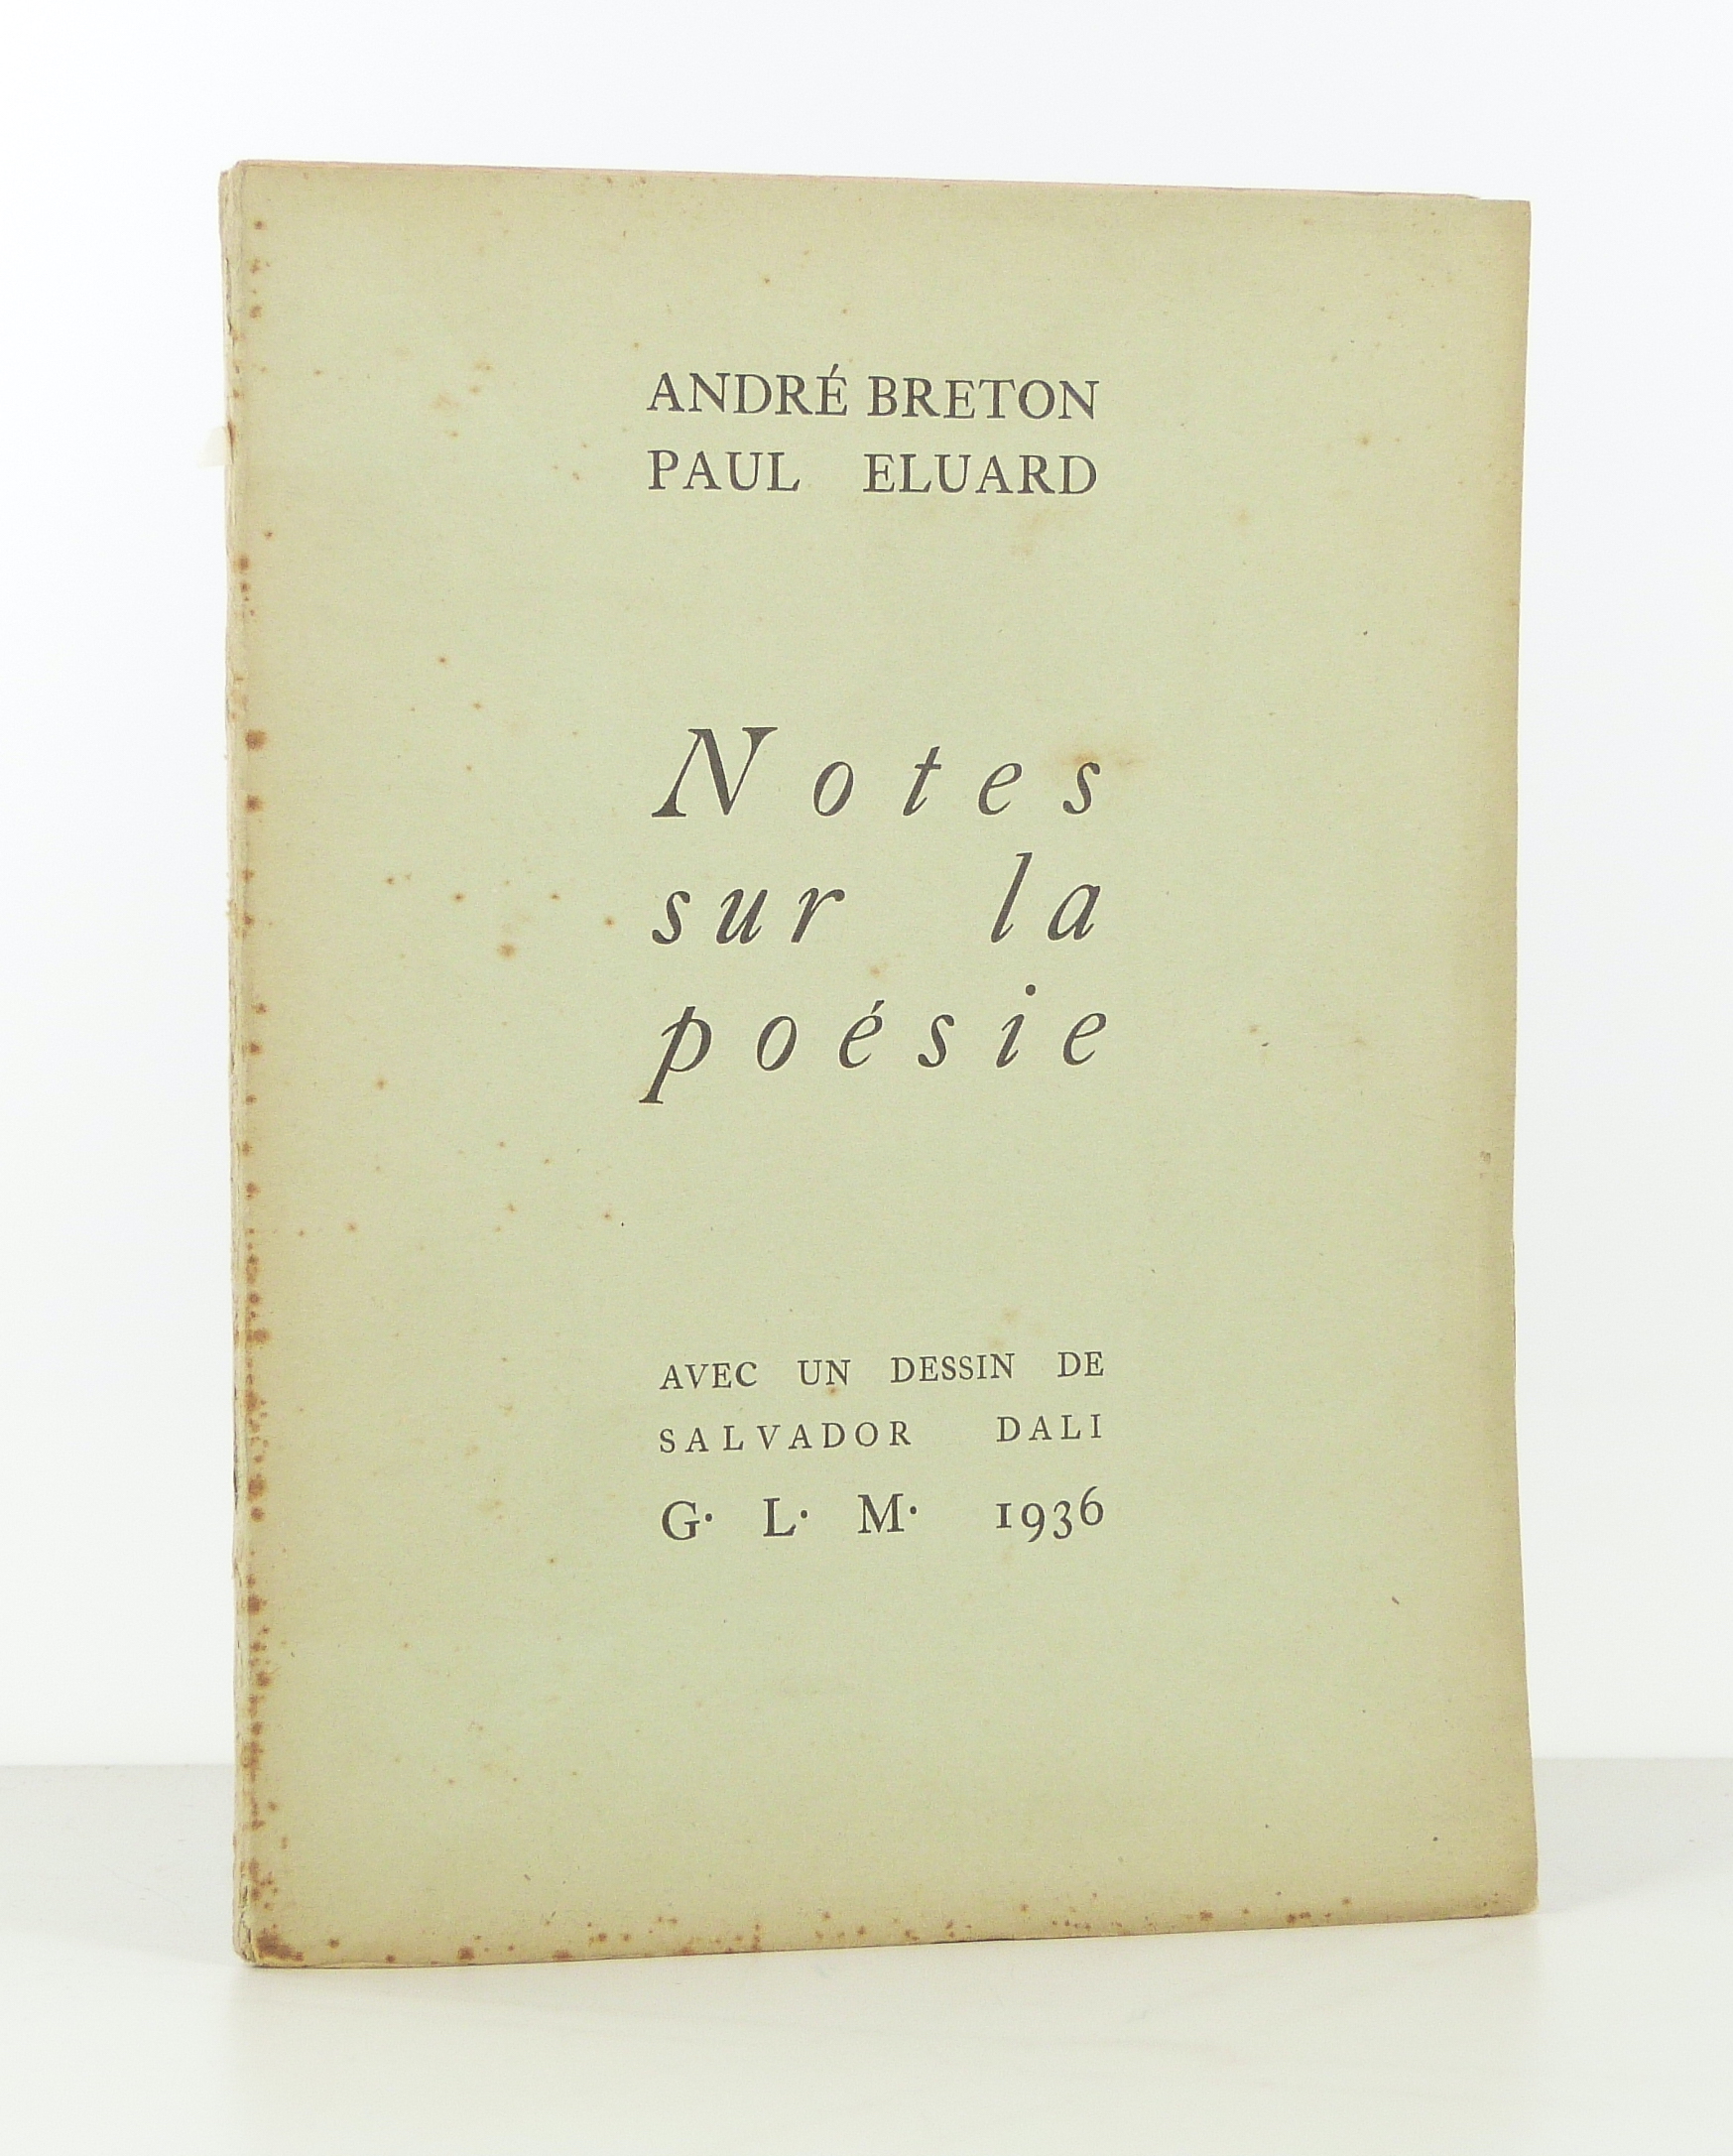 ANDRÉ BRETON
PAUL ELUARD
Notes
sur la
poésie
AVEC UN DESSIN DE
SALVADOR DALI
G. L. M. 1936